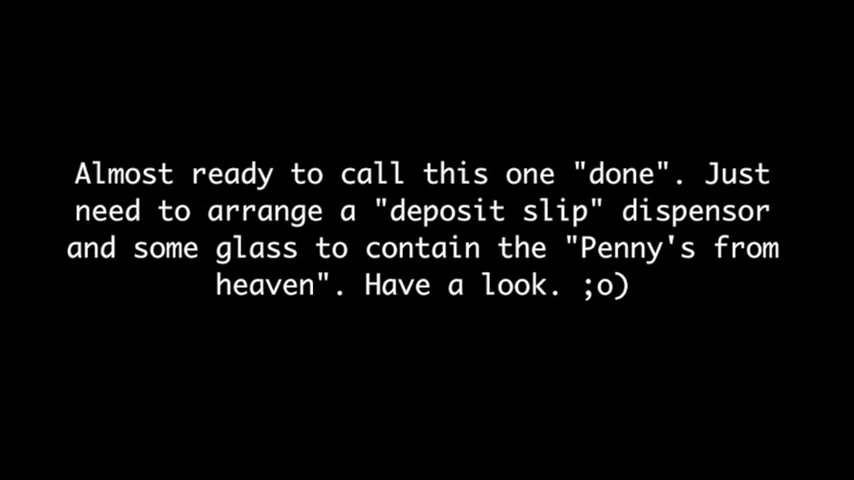 Almost ready to call this one "done". Just
need to arrange a "deposit slip" dispensor
and some glass to contain the "Penny's from
heaven". Have a look. ;o)